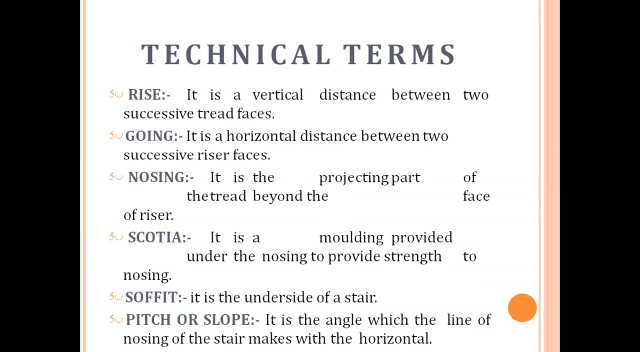 TECHNICAL TERMS
RISE:- It is a vertical distance between two
successive tread faces.
GOING:- It is a horizontal distance between two
successive riser faces.
NOSING:- It is the projecting part of
the tread beyond the face
of riser.
SCOTIA:- It is a moulding provided
under the nosing to provide strength to
nosing.
SOFFIT:- it is the underside of a stair.
PITCH OR SLOPE:- It is the angle which the line of
nosing of the stair makes with the horizontal.